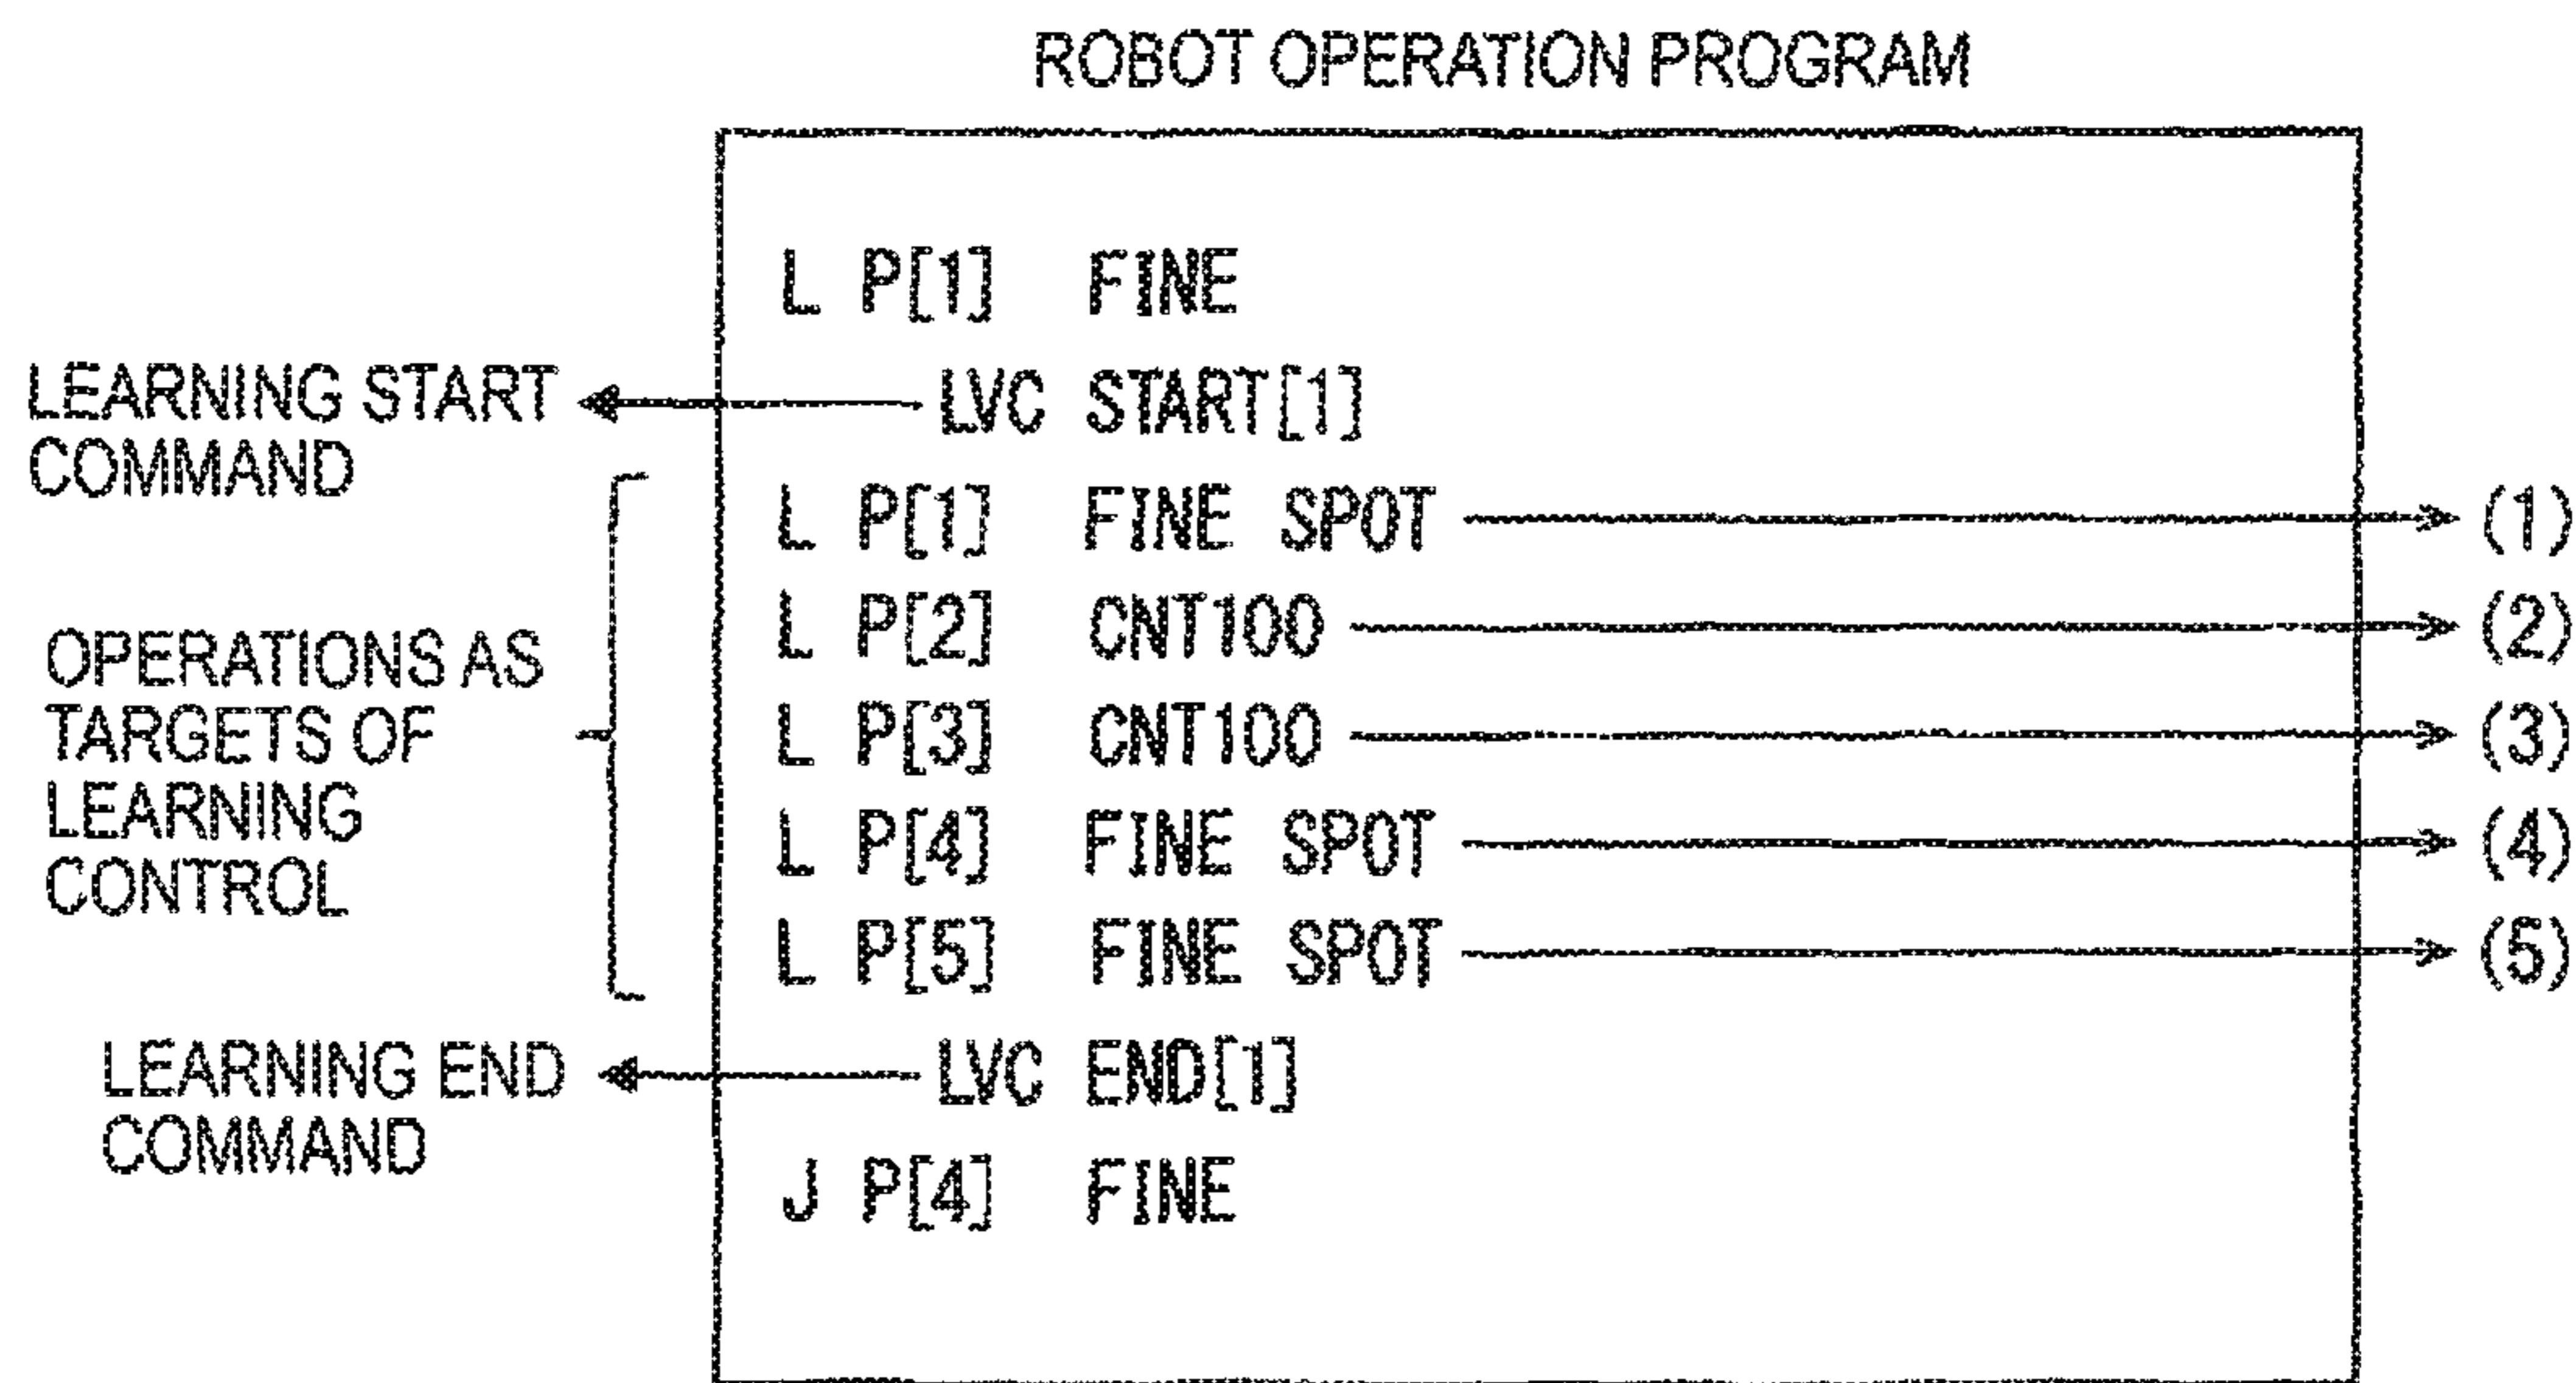 ROBOT OPERATION PROGRAM
L P[1] FINE
LEARNING START
COMMAND
LVC START[1]
L P[1] FINE SPOT (1)
L P[2] CNT100 (2)
OPERATIONS AS
TARGETS OF
LEARNING
CONTROL
L P[3] CNT100 (3)
L P[4] FINE SPOT (4)
L P[5] FINE SPOT (5)
LEARNING END
COMMAND
LVC END[1]
J P[4] FINE